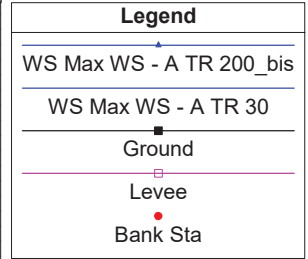 Legend
WS Max WS - A TR 200_bis
WS Max WS - A TR 30
Ground
Levee
Bank Sta